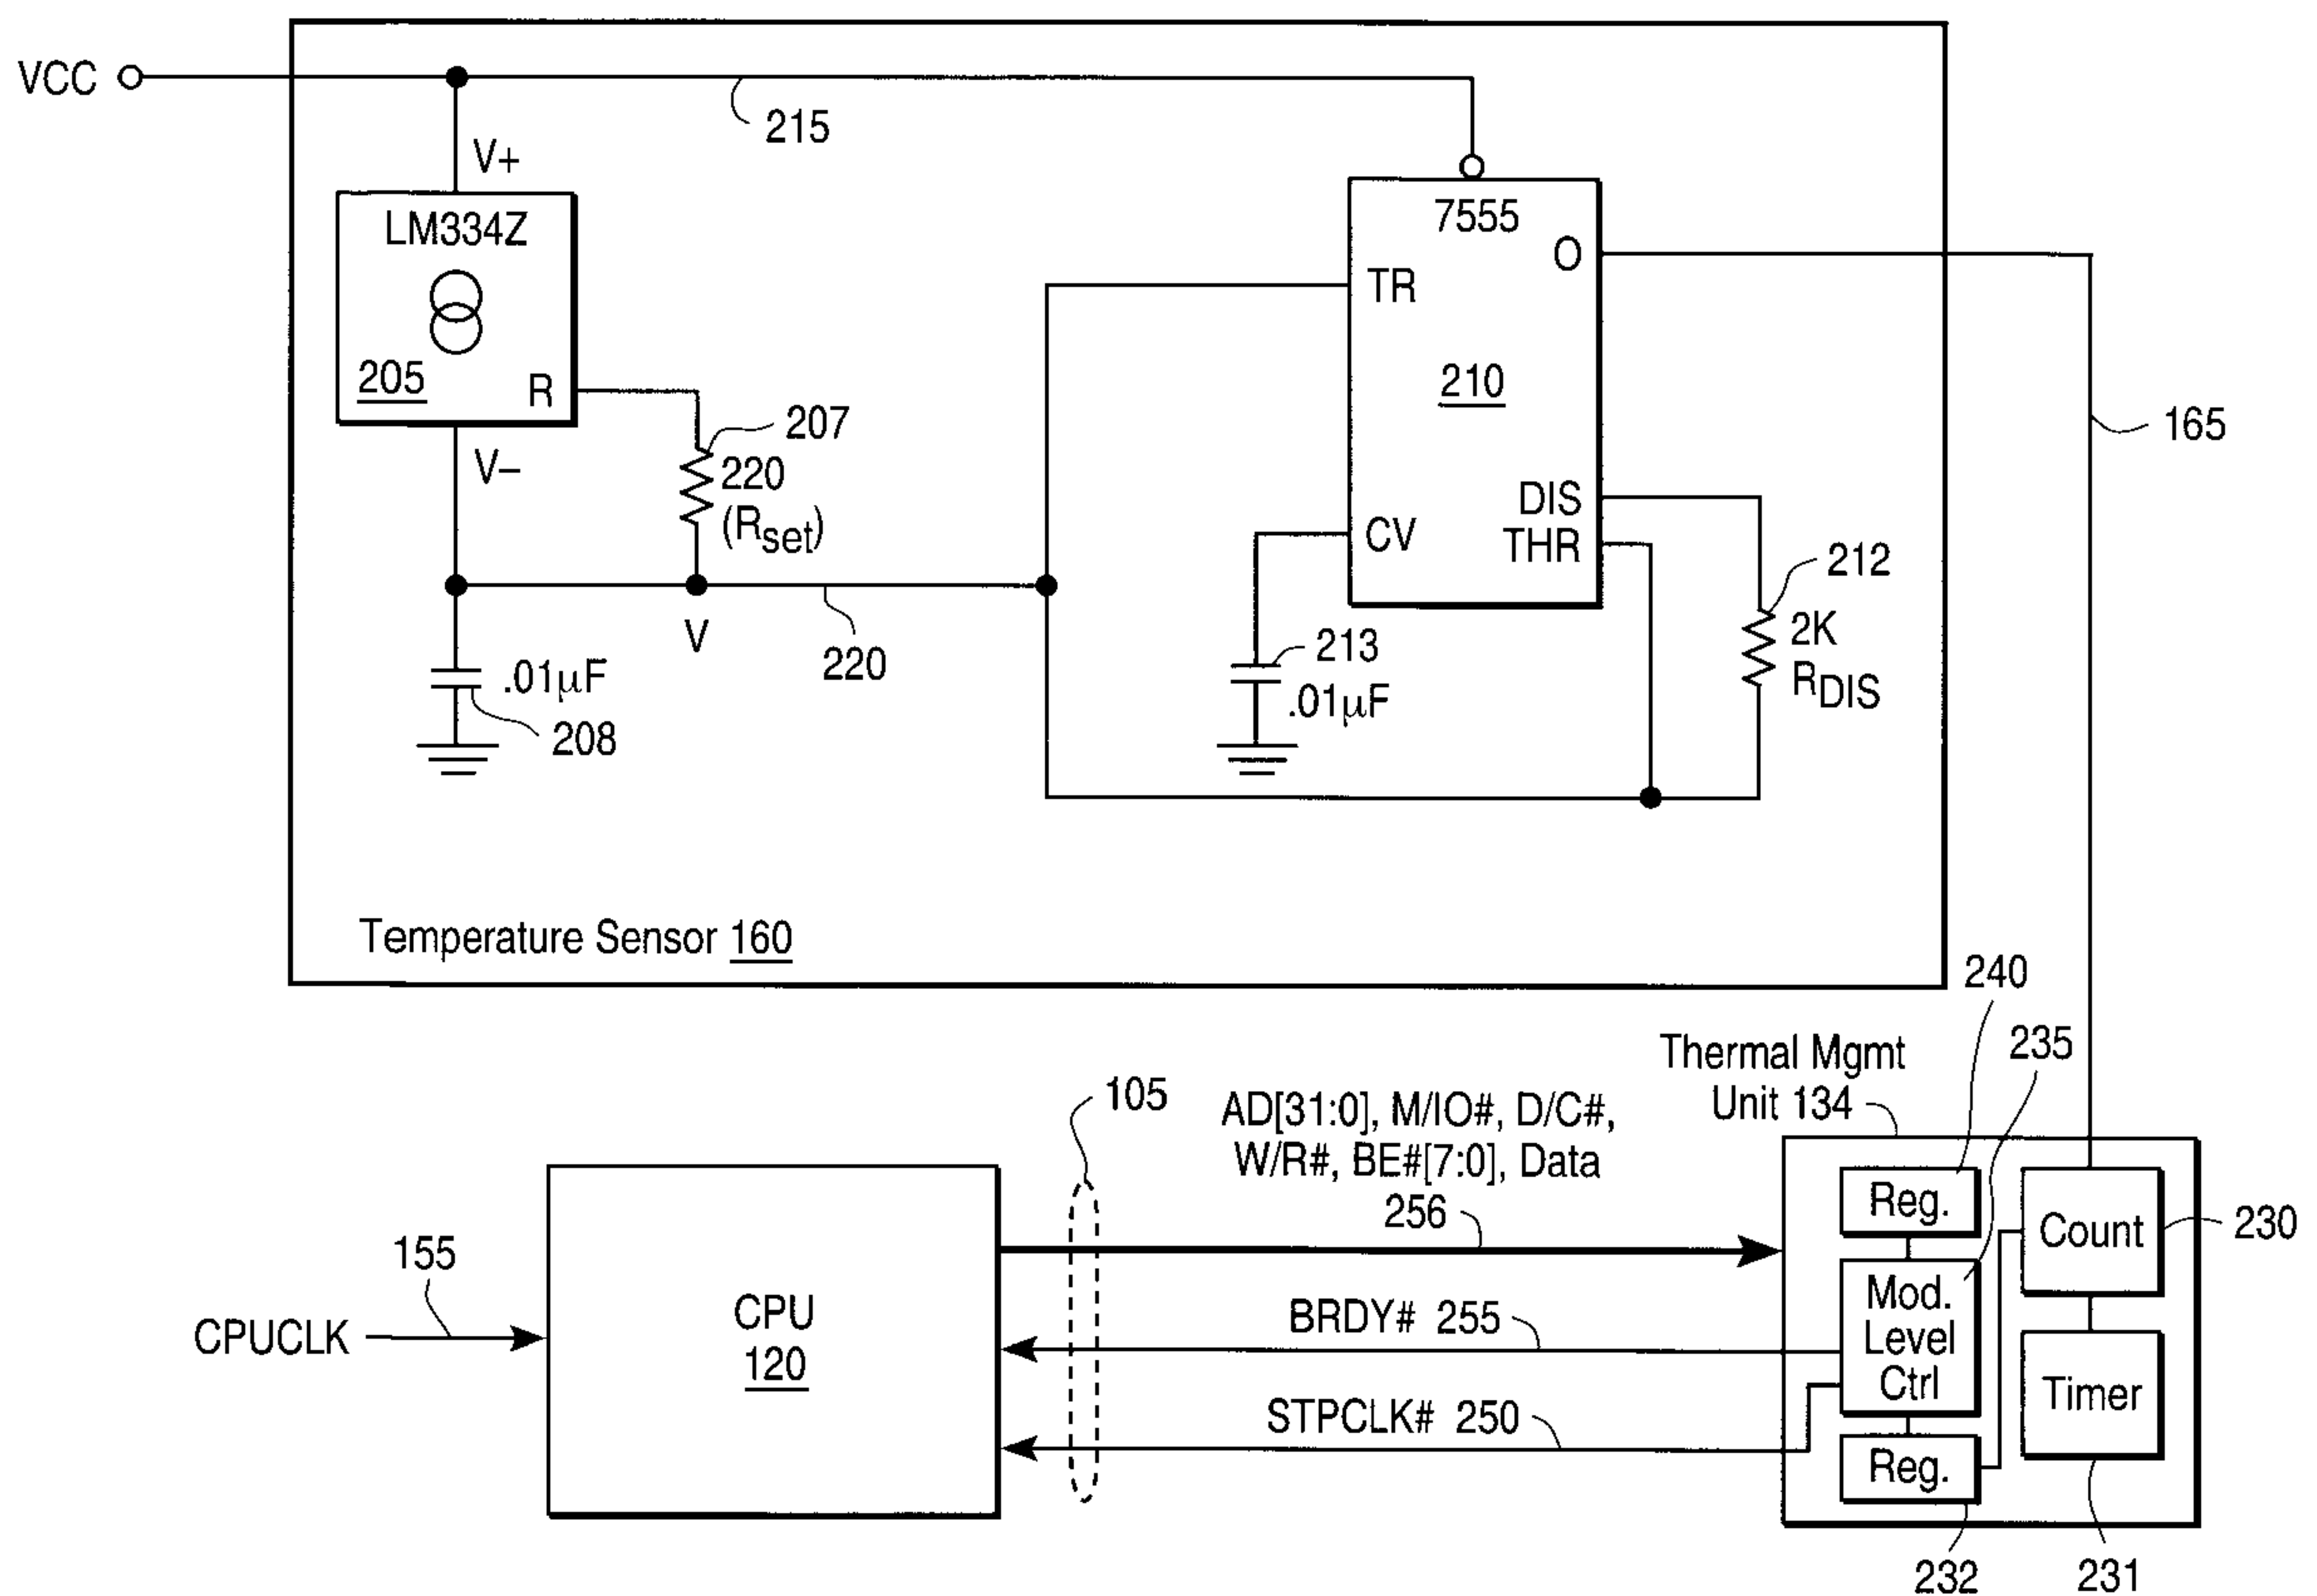 VCC
215
V+
LM334Z
205
R
V–
207
220
(Rset)
V
220
.01µF
208
7555
O
TR
210
DIS
THR
CV
213
.01µF
212
2K
RDIS
165
Temperature Sensor 160
240
Thermal Mgmt
Unit 134
235
105
AD[31:0], M/IO#, D/C#,
W/R#, BE#[7:0], Data
256
155
CPUCLK
CPU
120
BRDY# 255
STPCLK# 250
Reg.
Mod.
Level
Ctrl
Reg.
Count
230
Timer
232
231